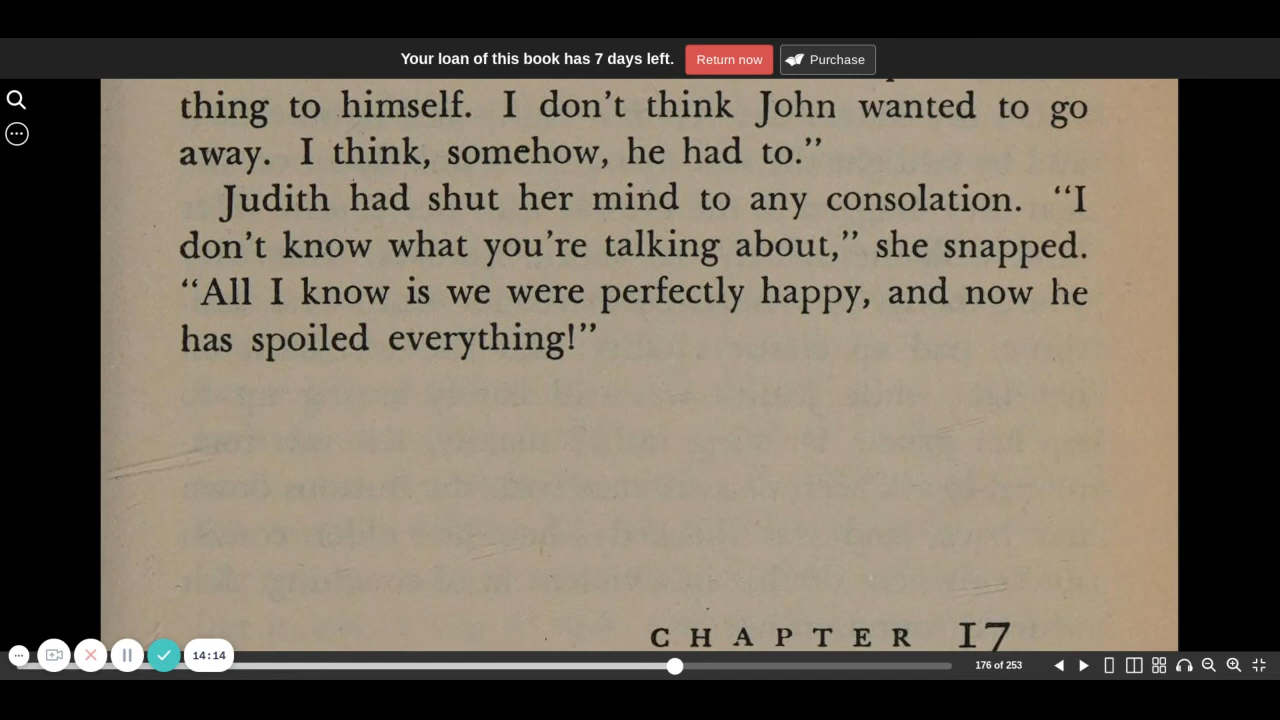 Your loan of this book has 7 days left.
Return now
Purchase
thing to himself. I don't think John wanted to go
away. I think, somehow, he had to.”
Judith had shut her mind to any consolation. “I
don't know what you're talking about,” she snapped.
“All I know is we were perfectly happy, and now he
has spoiled everything!”
CHAPTER 17
14:14
176 of 253